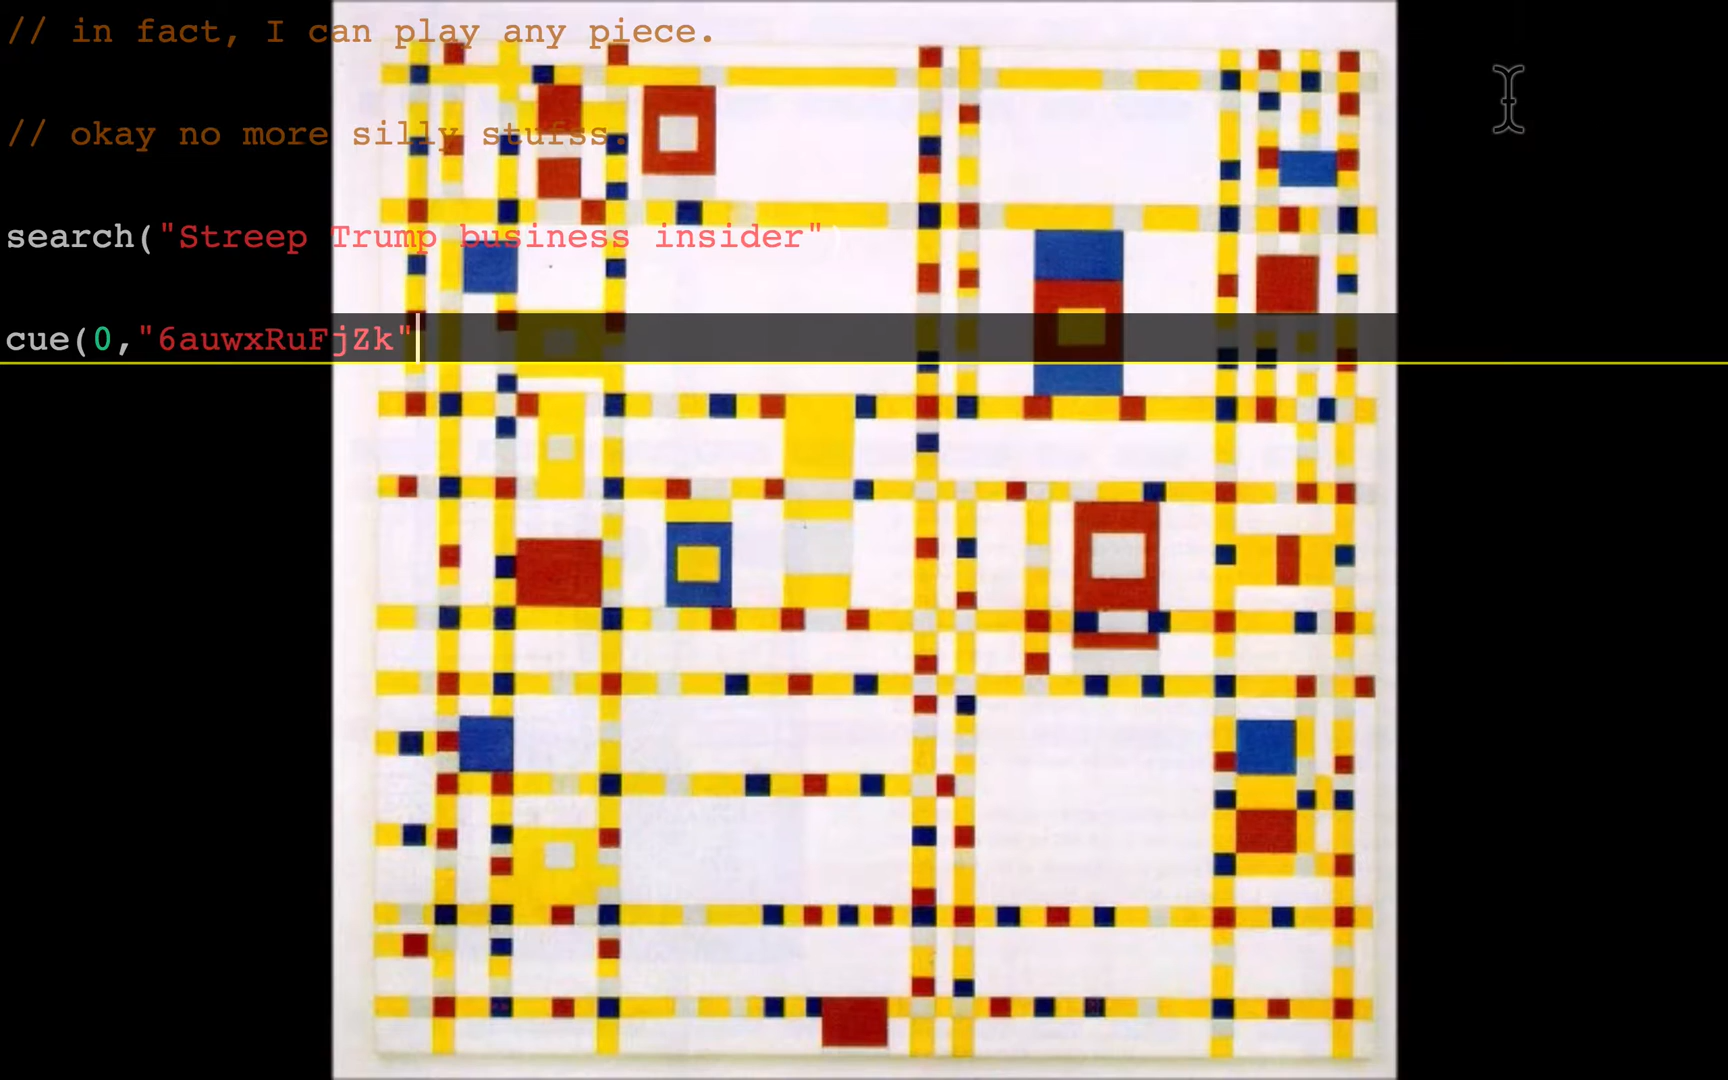 // in fact, I can play any piece.
// okay no more silly stufss.
search("Streep Trump business insider")
cue(0,"6auwxRuFjZk"